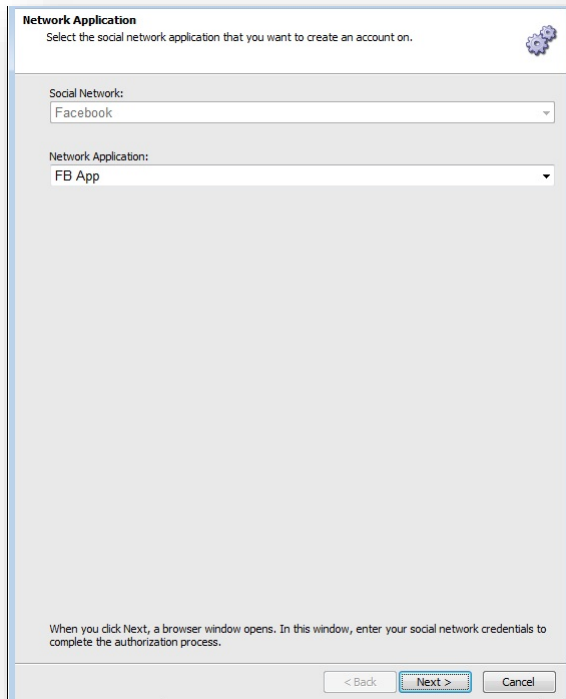 Network Application
Select the social network application that you want to create an account on.
Social Network:
Facebook
Network Application:
FB App
When you click Next, a browser window opens. In this window, enter your social network credentials to
complete the authorization process.
< Back
Next >
Cancel